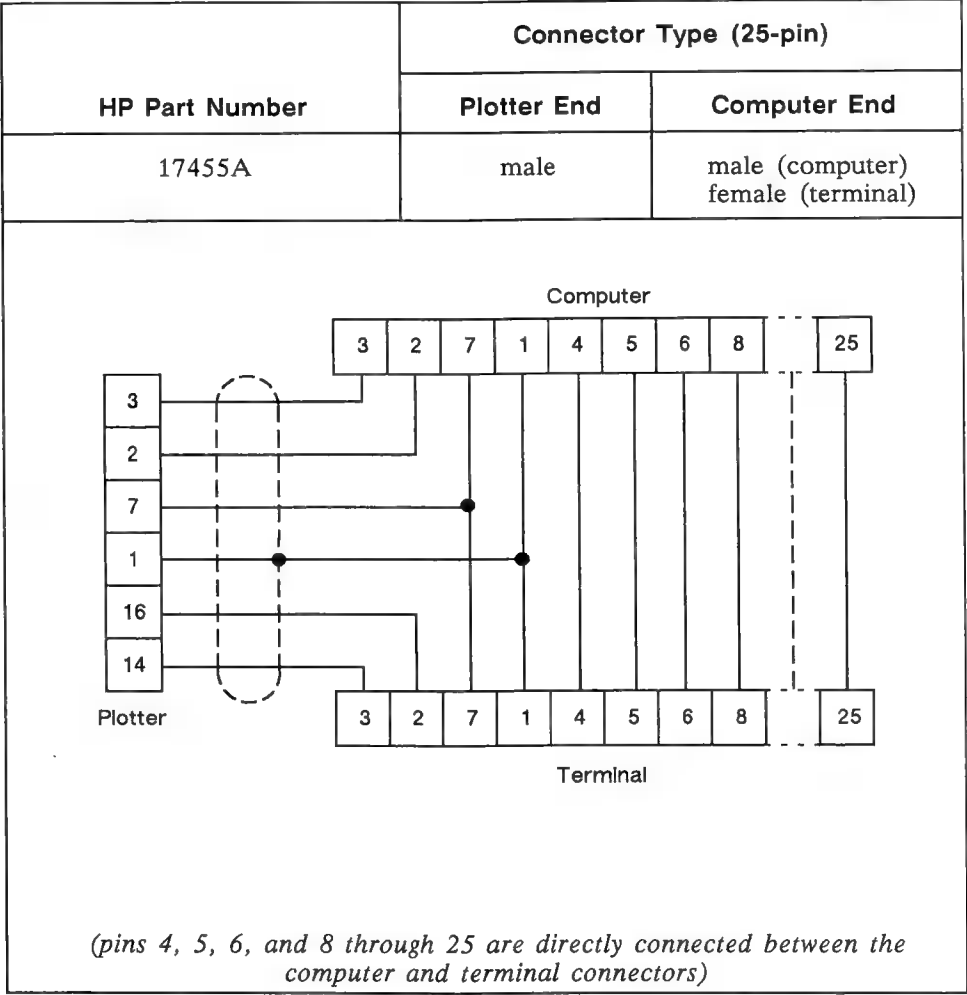 Connector Type (25-pin)
HP Part Number Plotter End Computer End
17455A male male (computer)
female (terminal)
Computer
3 2 7 1 4 5 6 8 25
3
2
7
1
16
14
Plotter
3 2 7 1 4 5 6 8 25
Terminal
(pins 4, 5, 6, and 8 through 25 are directly connected between the
computer and terminal connectors)